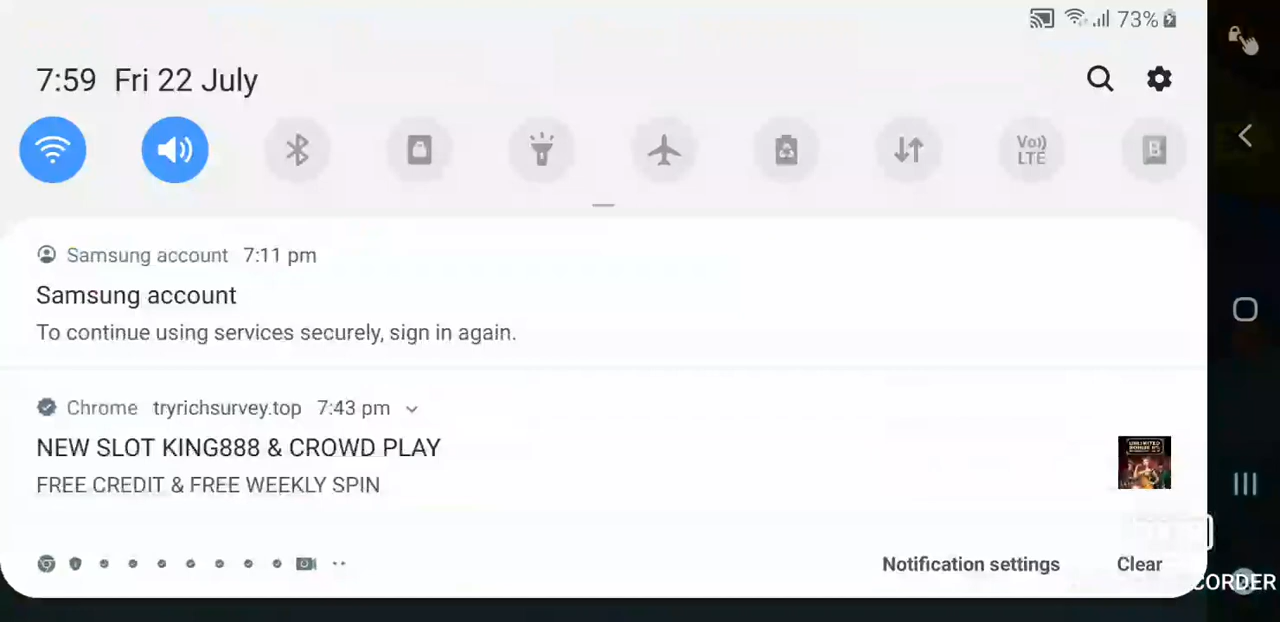 73%
7:59 Fri 22 July
Vo))
LTE
B
Samsung account 7:11 pm
Samsung account
To continue using services securely, sign in again.
Chrome tryrichsurvey.top 7:43 pm
NEW SLOT KING888 & CROWD PLAY
FREE CREDIT & FREE WEEKLY SPIN
UNLIMITED
Notification settings Clear
CORDER